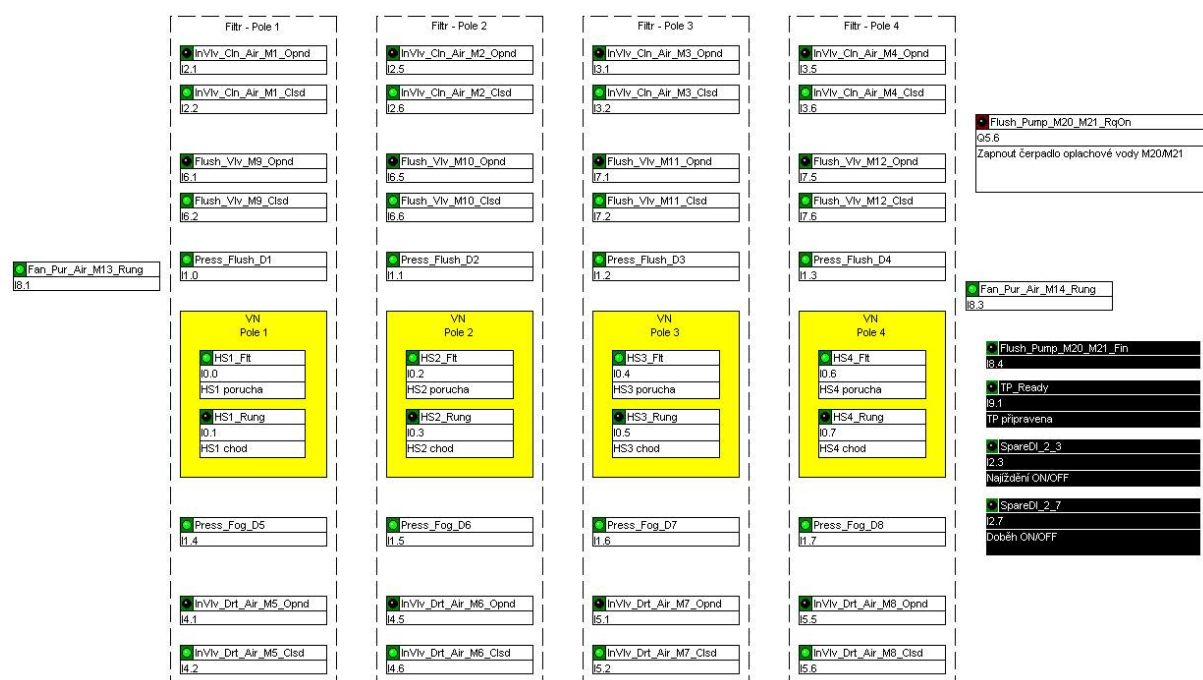 Filtr - Pole 1
InVlv_Cln_Air_M1_Opnd
I2.1
InVlv_Cln_Air_M1_Clsd
I2.2
Flush_Vlv_M9_Opnd
I6.1
Flush_Vlv_M9_Clsd
I6.2
Press_Flush_D1
I1.0
VN
Pole 1
HS1_Flt
I0.0
HS1 porucha
HS1_Rung
I0.1
HS1 chod
Press_Fog_D5
I1.4
InVlv_Drt_Air_M5_Opnd
I4.1
InVlv_Drt_Air_M5_Clsd
I4.2
Fan_Pur_Air_M13_Rung
I8.1
Filtr - Pole 2
InVlv_Cln_Air_M2_Opnd
I2.5
InVlv_Cln_Air_M2_Clsd
I2.6
Flush_Vlv_M10_Opnd
I6.5
Flush_Vlv_M10_Clsd
I6.6
Press_Flush_D2
I1.1
VN
Pole 2
HS2_Flt
I0.2
HS2 porucha
HS2_Rung
I0.3
HS2 chod
Press_Fog_D6
I1.5
InVlv_Drt_Air_M6_Opnd
I4.5
InVlv_Drt_Air_M6_Clsd
I4.6
Filtr - Pole 3
InVlv_Cln_Air_M3_Opnd
I3.1
InVlv_Cln_Air_M3_Clsd
I3.2
Flush_Vlv_M11_Opnd
I7.1
Flush_Vlv_M11_Clsd
I7.2
Press_Flush_D3
I1.2
VN
Pole 3
HS3_Flt
I0.4
HS3 porucha
HS3_Rung
I0.5
HS3 chod
Press_Fog_D7
I1.6
InVlv_Drt_Air_M7_Opnd
I5.1
InVlv_Drt_Air_M7_Clsd
I5.2
Filtr - Pole 4
InVlv_Cln_Air_M4_Opnd
I3.5
InVlv_Cln_Air_M4_Clsd
I3.6
Flush_Vlv_M12_Opnd
I7.5
Flush_Vlv_M12_Clsd
I7.6
Press_Flush_D4
I1.3
VN
Pole 4
HS4_Flt
I0.6
HS4 porucha
HS4_Rung
I0.7
HS4 chod
Press_Fog_D8
I1.7
InVlv_Drt_Air_M8_Opnd
I5.5
InVlv_Drt_Air_M8_Clsd
I5.6
Flush_Pump_M20_M21_RqOn
Q5.6
Zapnout čerpadlo oplachové vody M20/M21
Fan_Pur_Air_M14_Rung
I8.3
Flush_Pump_M20_M21_Fin
I8.4
TP_Ready
I9.1
TP připravena
SpareDI_2_3
I2.3
Najíždění ON/OFF
SpareDI_2_7
I2.7
Doběh ON/OFF